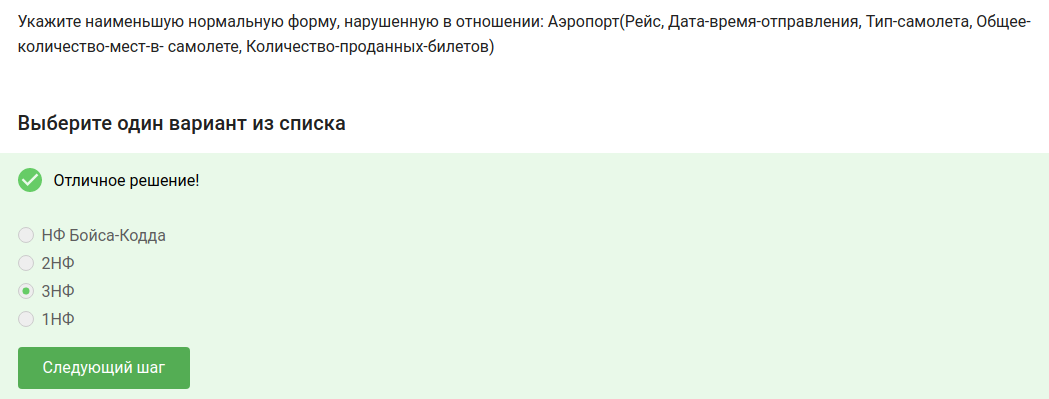 Укажите наименьшую нормальную форму, нарушенную в отношении: Аэропорт(Рейс, Дата-время-отправления, Тип-самолета, Общее-
количество-мест-в- самолете, Количество-проданных-билетов)
Выберите один вариант из списка
Отличное решение!
НФ Бойса-Кодда
2НФ
3НФ
1НФ
Следующий шаг